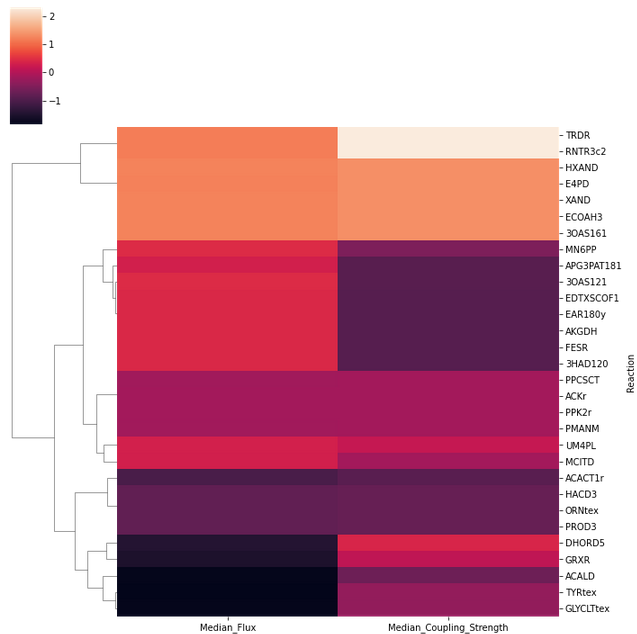 2
1
0
−1
TRDR
RNTR3c2
HXAND
E4PD
XAND
ECOAH3
3OAS161
MN6PP
APG3PAT181
3OAS121
EDTXSCOF1
EAR180y
AKGDH
FESR
3HAD120
PPCSCT
ACKr
PPK2r
PMANM
UM4PL
MCITD
ACACT1r
HACD3
ORNtex
PROD3
DHORD5
GRXR
ACALD
TYRtex
GLYCLTtex
Reaction
Median_Flux
Median_Coupling_Strength